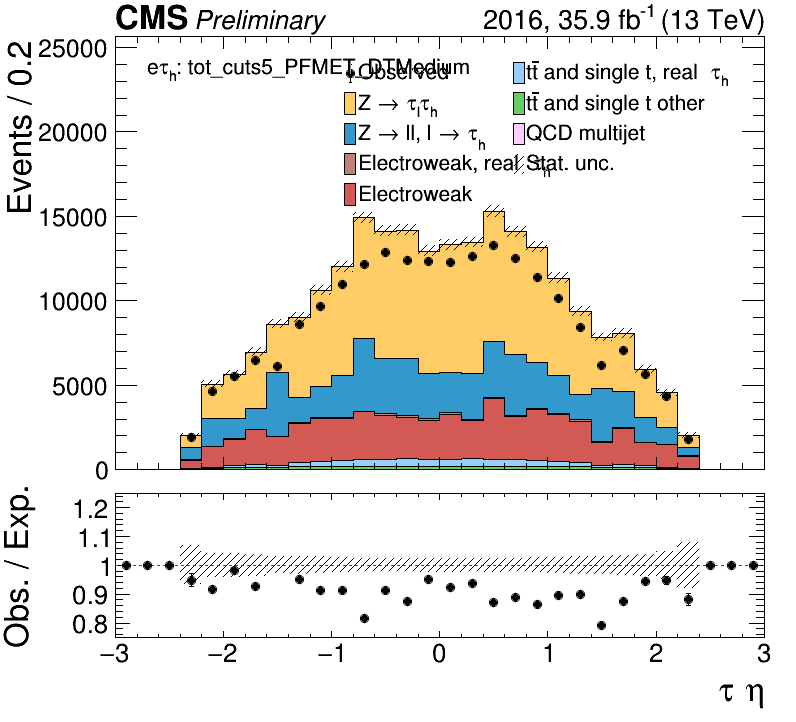 CMS Preliminary 2016, 35.9 fb⁻¹ (13 TeV)
Events / 0.2
25000
20000
15000
10000
5000
0
eτₕ: tot_cuts5_PFMET_DTMedium
Observed
Z → τₗτₕ
Z → ll, l → τₕ
Electroweak, real τₕ
Electroweak
tt̄ and single t, real τₕ
tt̄ and single t other
QCD multijet
Stat. unc.
Obs. / Exp.
1.2
1.1
1
0.9
0.8
−3 −2 −1 0 1 2 3
τ η